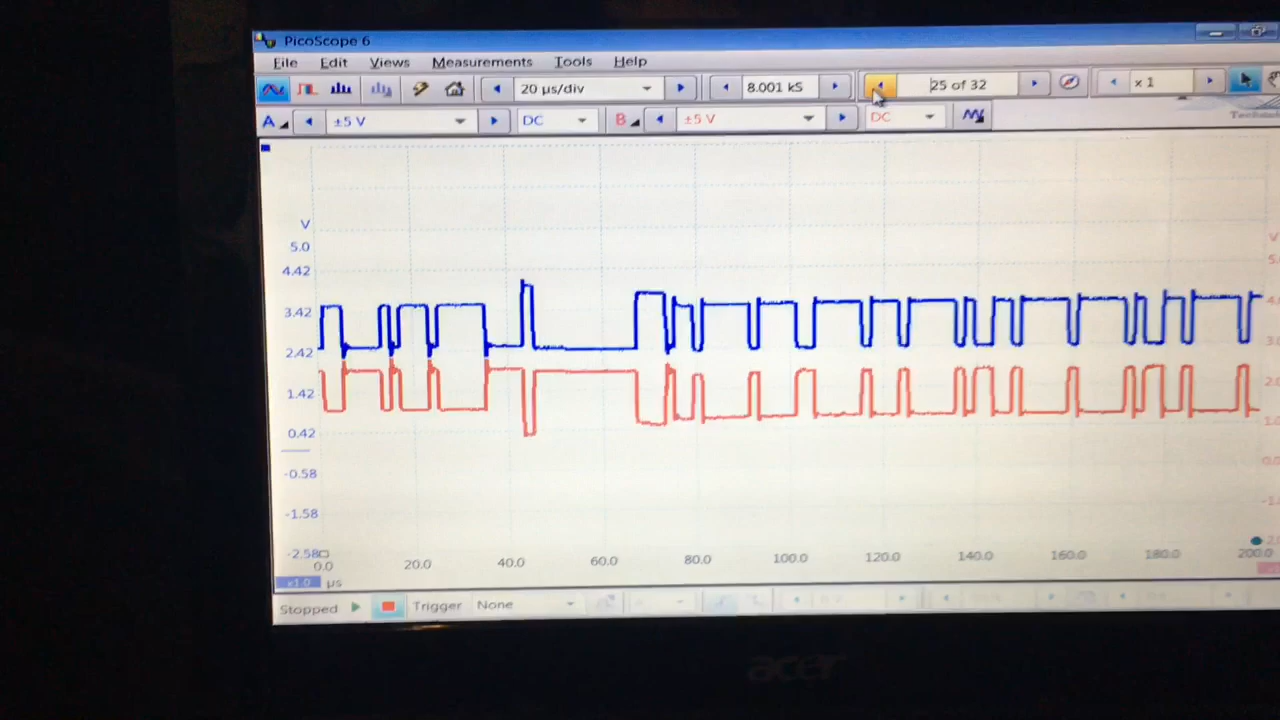 PicoScope 6
File Edit Views Measurements Tools Help
20 µs/div 8.001 kS 25 of 32 x 1
A ±5 V DC B ±5 V DC
V
5.0
4.42
3.42
2.42
1.42
0.42
-0.58
-1.58
-2.58
0.0 20.0 40.0 60.0 80.0 100.0 120.0 140.0 160.0 180.0 200.0
x1.0 µs
Stopped Trigger None
acer